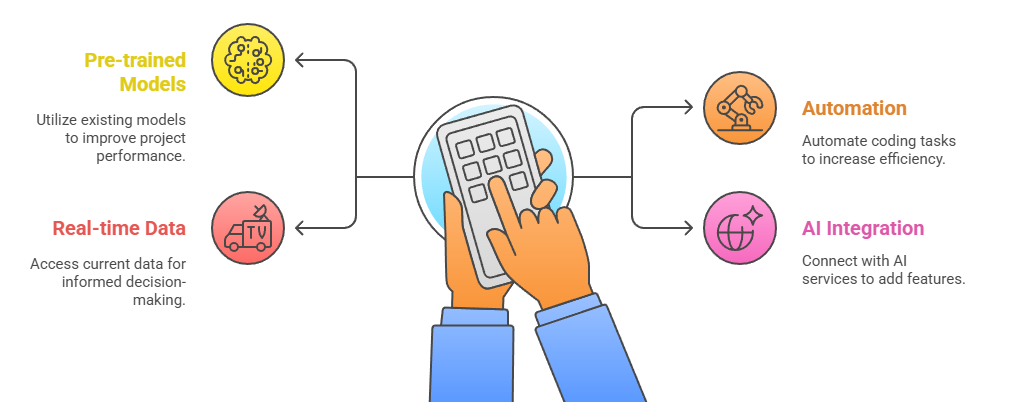 Pre-trained
Models
Utilize existing models
to improve project
performance.
Real-time Data
TV
Access current data for
informed decision-
making.
Automation
Automate coding tasks
to increase efficiency.
AI Integration
Connect with AI
services to add features.